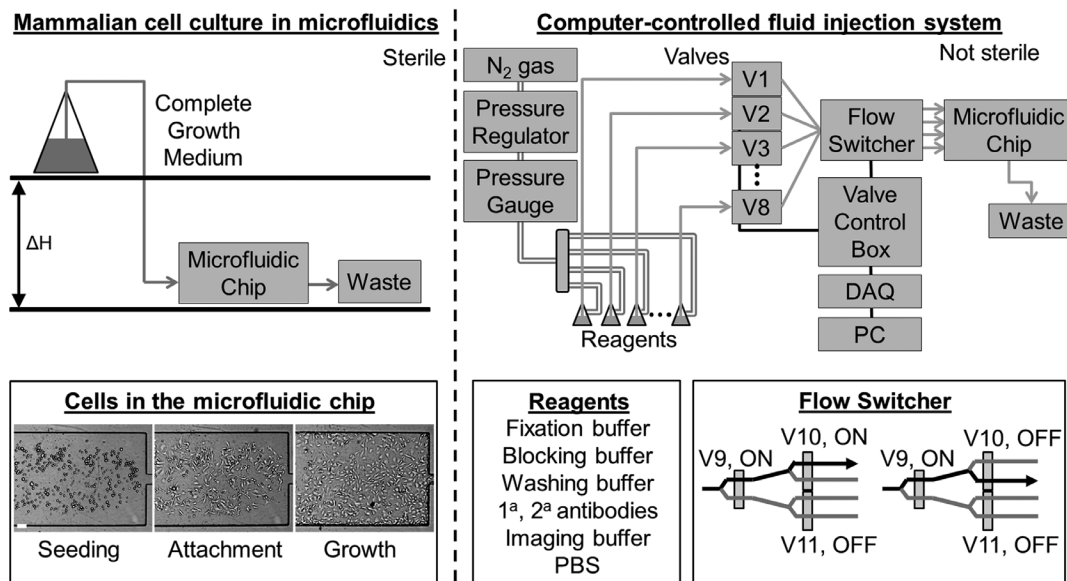 Mammalian cell culture in microfluidics
Sterile
Complete
Growth
Medium
ΔH
Microfluidic
Chip
Waste
Computer-controlled fluid injection system
Not sterile
N₂ gas
Pressure
Regulator
Pressure
Gauge
Valves
V1
V2
V3
V8
Flow
Switcher
Microfluidic
Chip
Waste
Valve
Control
Box
DAQ
PC
Reagents
Cells in the microfluidic chip
Seeding
Attachment
Growth
Reagents
Fixation buffer
Blocking buffer
Washing buffer
1ᵃ, 2ᵃ antibodies
Imaging buffer
PBS
Flow Switcher
V10, ON
V9, ON
V11, OFF
V10, OFF
V9, ON
V11, OFF